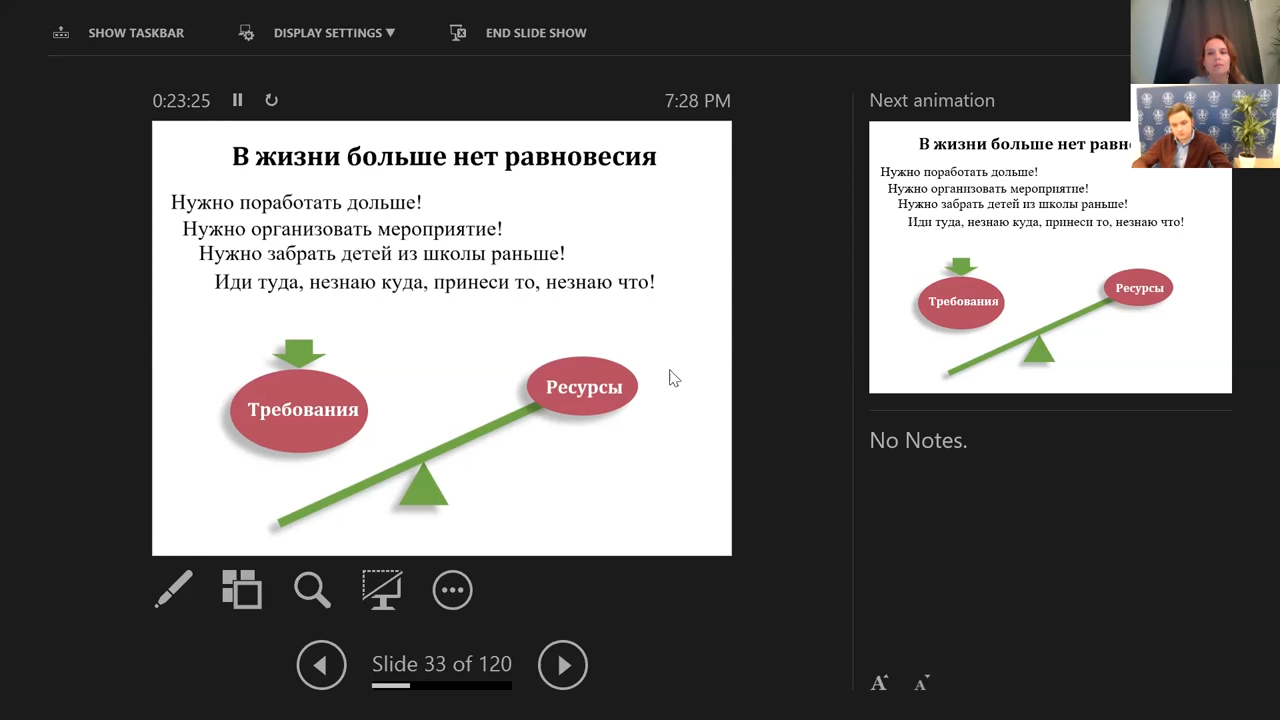 SHOW TASKBAR
DISPLAY SETTINGS ▼
END SLIDE SHOW
0:23:25
7:28 PM
В жизни больше нет равновесия
Нужно поработать дольше!
Нужно организовать мероприятие!
Нужно забрать детей из школы раньше!
Иди туда, незнаю куда, принеси то, незнаю что!
Требования
Ресурсы
Slide 33 of 120
Next animation
В жизни больше нет равн
Нужно поработать дольше!
Нужно организовать мероприятие!
Нужно забрать детей из школы раньше!
Иди туда, незнаю куда, принеси то, незнаю что!
Требования
Ресурсы
No Notes.
A A